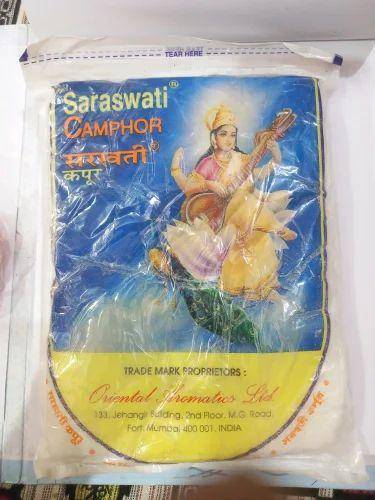 TEAR HERE
Saraswati®
CAMPHOR
सरस्वती®
कपूर
TRADE MARK PROPRIETORS :
Oriental Aromatics Ltd.
133, Jehangir Building, 2nd Floor, M.G. Road,
Fort, Mumbai 400 001. INDIA